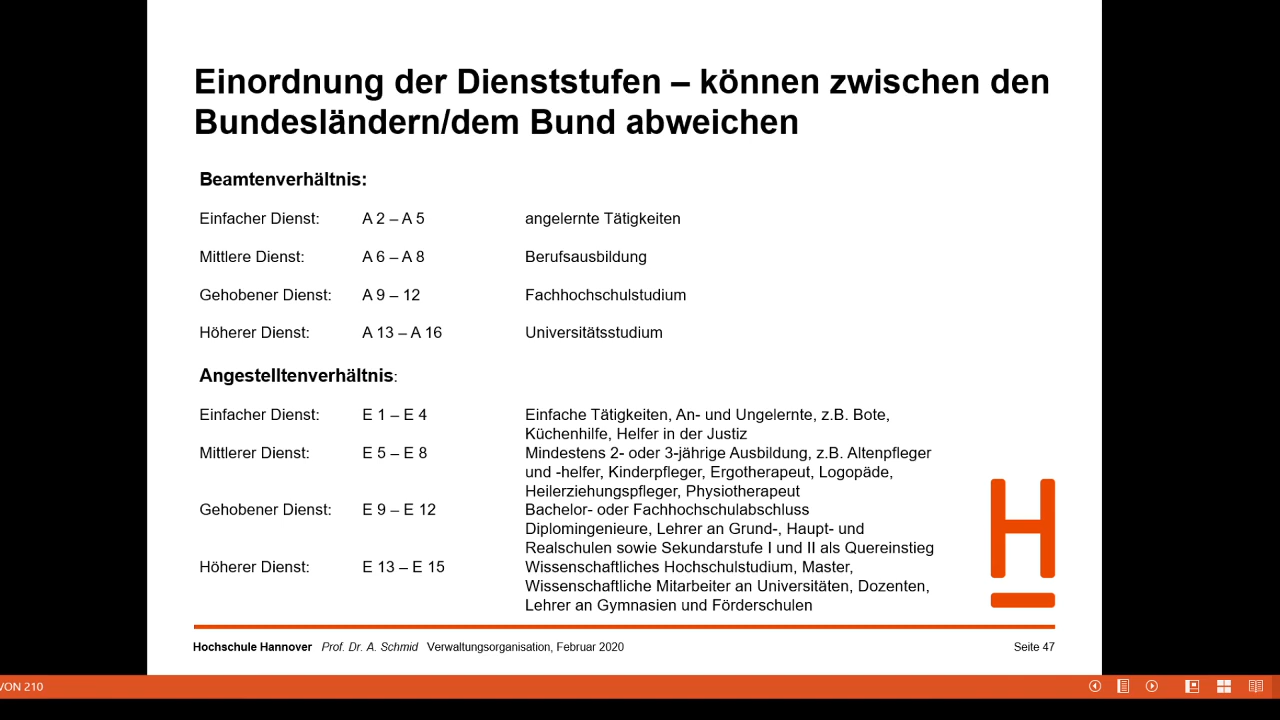 Einordnung der Dienststufen – können zwischen den
Bundesländern/dem Bund abweichen
Beamtenverhältnis:
Einfacher Dienst: A 2 – A 5 angelernte Tätigkeiten
Mittlere Dienst: A 6 – A 8 Berufsausbildung
Gehobener Dienst: A 9 – 12 Fachhochschulstudium
Höherer Dienst: A 13 – A 16 Universitätsstudium
Angestelltenverhältnis:
Einfacher Dienst: E 1 – E 4 Einfache Tätigkeiten, An- und Ungelernte, z.B. Bote,
Küchenhilfe, Helfer in der Justiz
Mittlerer Dienst: E 5 – E 8 Mindestens 2- oder 3-jährige Ausbildung, z.B. Altenpfleger
und -helfer, Kinderpfleger, Ergotherapeut, Logopäde,
Heilerziehungspfleger, Physiotherapeut
Gehobener Dienst: E 9 – E 12 Bachelor- oder Fachhochschulabschluss
Diplomingenieure, Lehrer an Grund-, Haupt- und
Realschulen sowie Sekundarstufe I und II als Quereinstieg
Höherer Dienst: E 13 – E 15 Wissenschaftliches Hochschulstudium, Master,
Wissenschaftliche Mitarbeiter an Universitäten, Dozenten,
Lehrer an Gymnasien und Förderschulen
H
Hochschule Hannover Prof. Dr. A. Schmid Verwaltungsorganisation, Februar 2020 Seite 47
VON 210